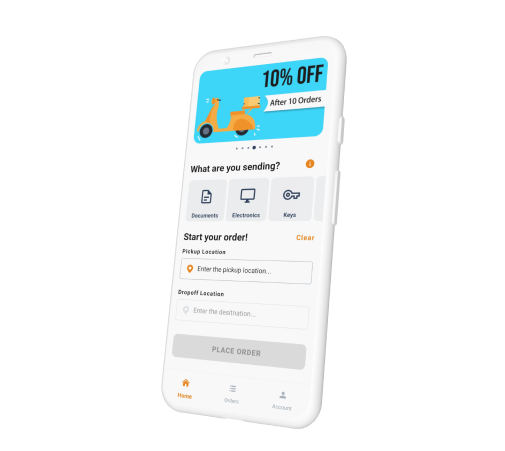 10% OFF
After 10 Orders
What are you sending?
Documents
Electronics
Keys
Start your order!
Clear
Pickup Location
Enter the pickup location...
Dropoff Location
Enter the destination...
PLACE ORDER
Home
Orders
Account